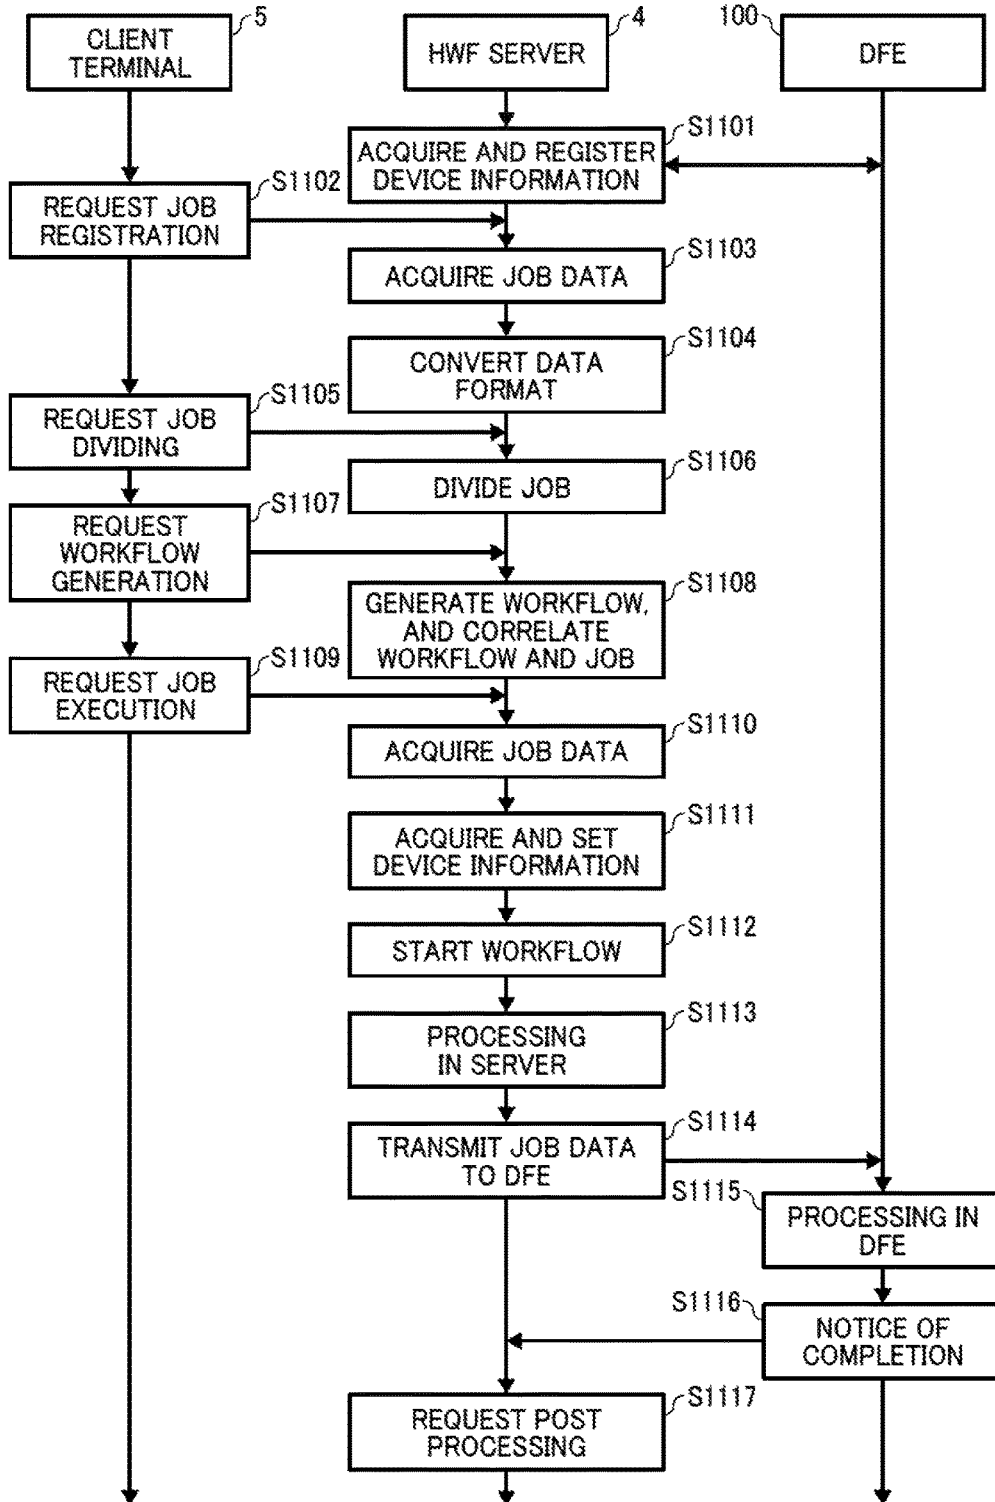 5
CLIENT
TERMINAL
4
HWF SERVER
100
DFE
S1101
ACQUIRE AND REGISTER
DEVICE INFORMATION
S1102
REQUEST JOB
REGISTRATION
S1103
ACQUIRE JOB DATA
S1104
CONVERT DATA
FORMAT
S1105
REQUEST JOB
DIVIDING
S1106
DIVIDE JOB
S1107
REQUEST
WORKFLOW
GENERATION
S1108
GENERATE WORKFLOW,
AND CORRELATE
WORKFLOW AND JOB
S1109
REQUEST JOB
EXECUTION
S1110
ACQUIRE JOB DATA
S1111
ACQUIRE AND SET
DEVICE INFORMATION
S1112
START WORKFLOW
S1113
PROCESSING
IN SERVER
S1114
TRANSMIT JOB DATA
TO DFE
S1115
PROCESSING IN
DFE
S1116
NOTICE OF
COMPLETION
S1117
REQUEST POST
PROCESSING